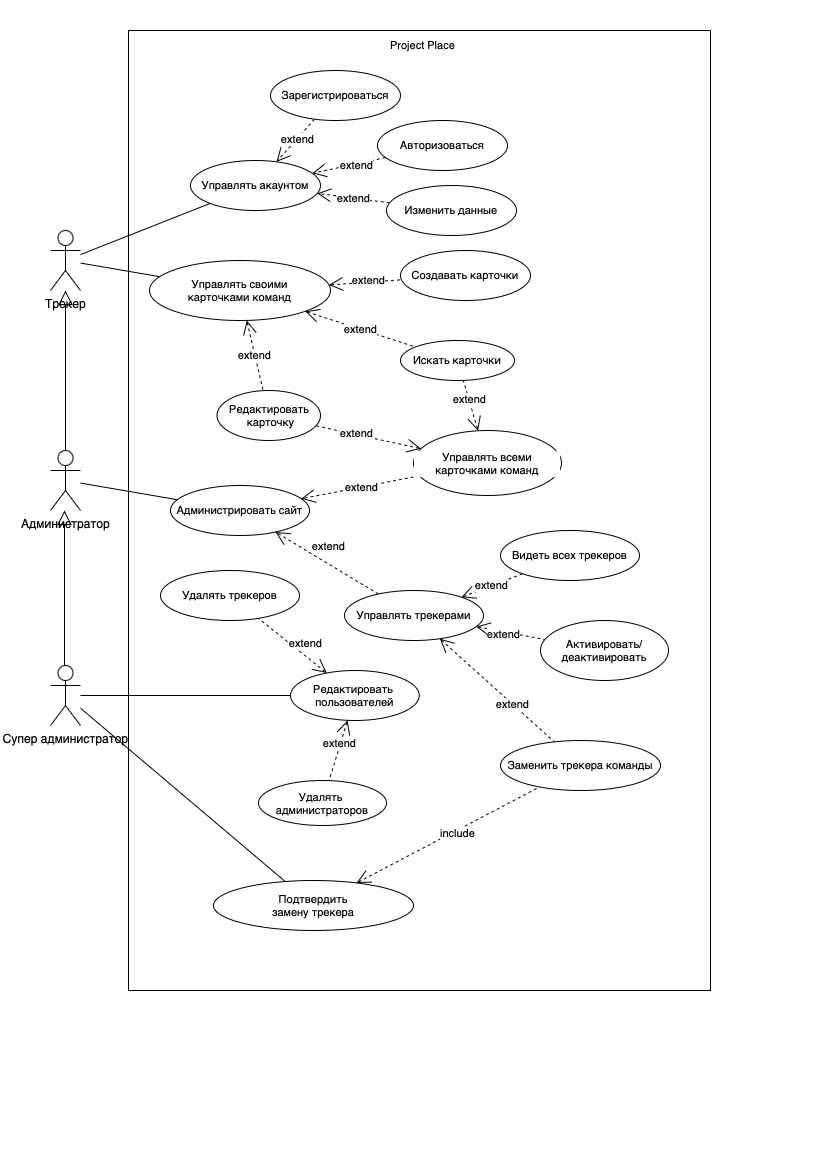 Project Place
Зарегистрироваться
extend
Авторизоваться
extend
Управлять акаунтом
extend
Изменить данные
Трекер
Управлять своими
карточками команд
extend
Создавать карточки
extend
extend
Искать карточки
extend
Редактировать
карточку
extend
Управлять всеми
карточками команд
extend
Администратор
Администрировать сайт
extend
Видеть всех трекеров
extend
Удалять трекеров
Управлять трекерами
extend
extend
Активировать/
деактивировать
Редактировать
пользователей
extend
Супер администратор
extend
Заменить трекера команды
Удалять
администраторов
include
Подтвердить
замену трекера